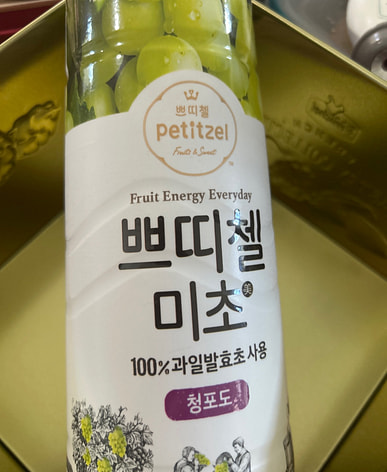 쁘띠첼
petitzel
Fruits & Sweet
Fruit Energy Everyday
쁘띠첼
미초美
100%과일발효초 사용
청포도